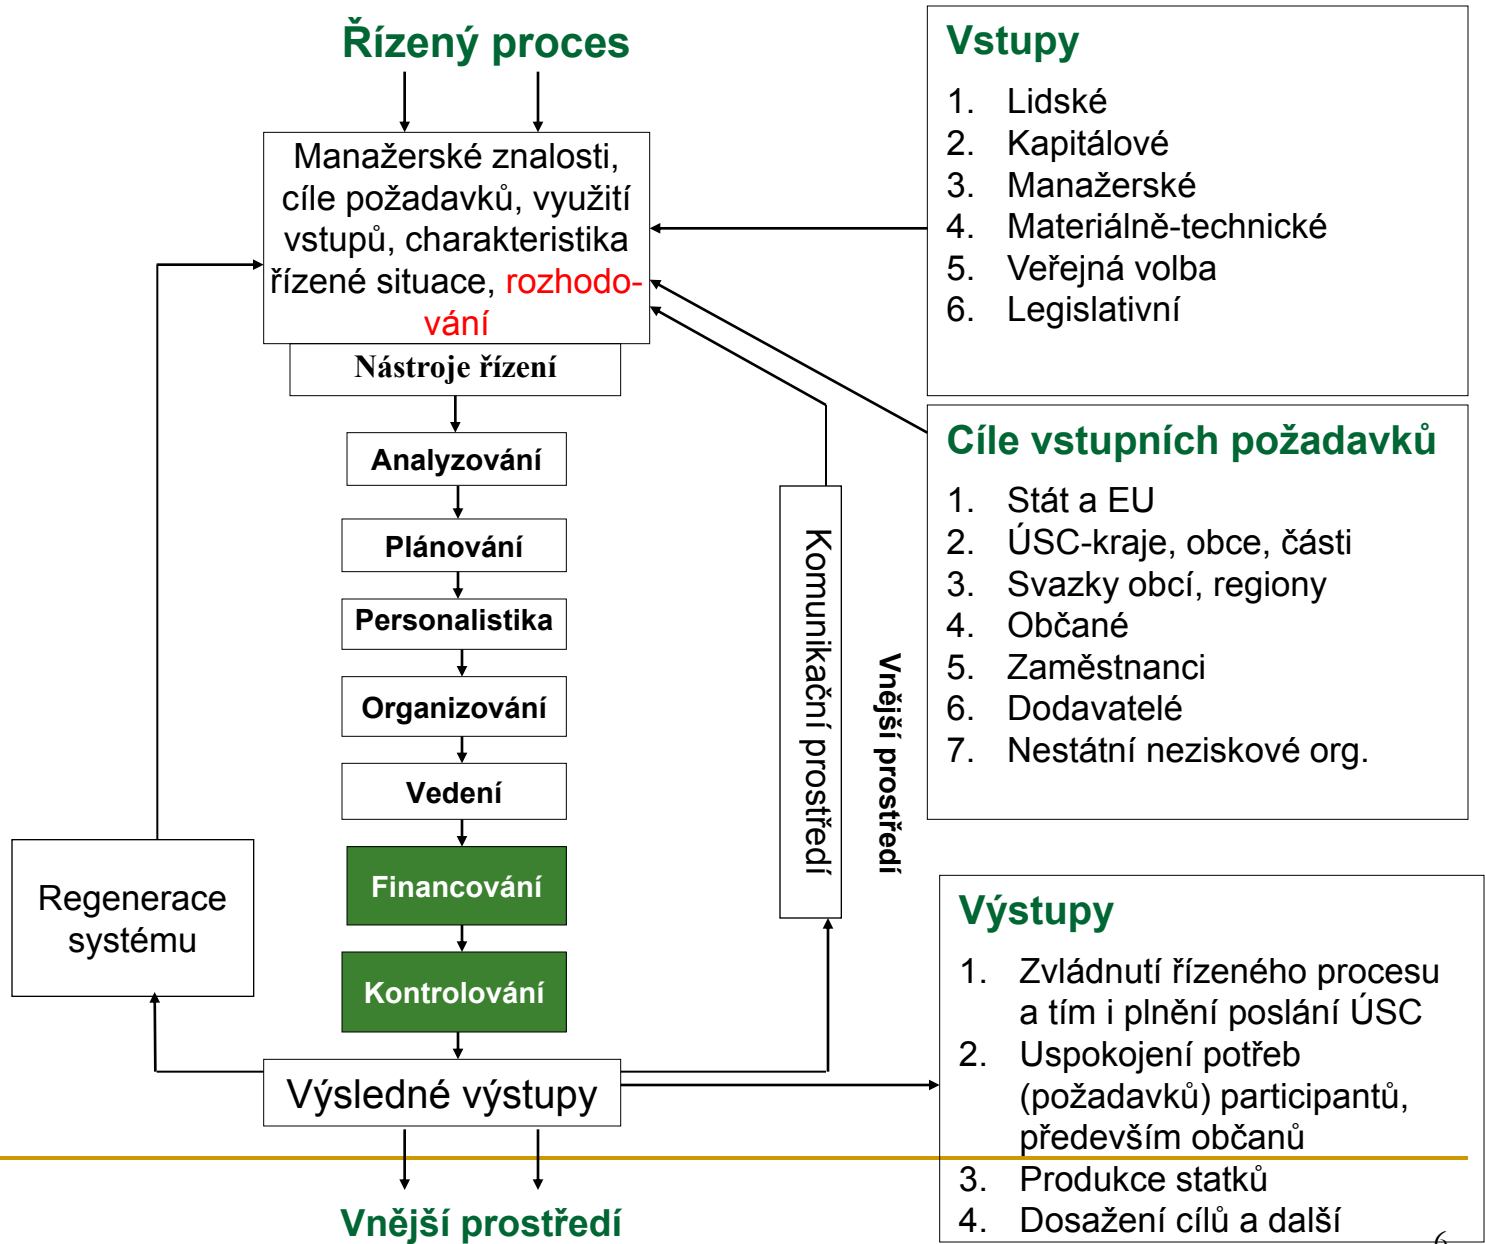 Řízený proces
Manažerské znalosti,
cíle požadavků, využití
vstupů, charakteristika
řízené situace, rozhodo-
vání
Nástroje řízení
Analyzování
Plánování
Personalistika
Organizování
Vedení
Financování
Kontrolování
Výsledné výstupy
Vnější prostředí
Regenerace
systému
Komunikační prostředí
Vnější prostředí
Vstupy
1. Lidské
2. Kapitálové
3. Manažerské
4. Materiálně-technické
5. Veřejná volba
6. Legislativní
Cíle vstupních požadavků
1. Stát a EU
2. ÚSC-kraje, obce, části
3. Svazky obcí, regiony
4. Občané
5. Zaměstnanci
6. Dodavatelé
7. Nestátní neziskové org.
Výstupy
1. Zvládnutí řízeného procesu
a tím i plnění poslání ÚSC
2. Uspokojení potřeb
(požadavků) participantů,
především občanů
3. Produkce statků
4. Dosažení cílů a další
6